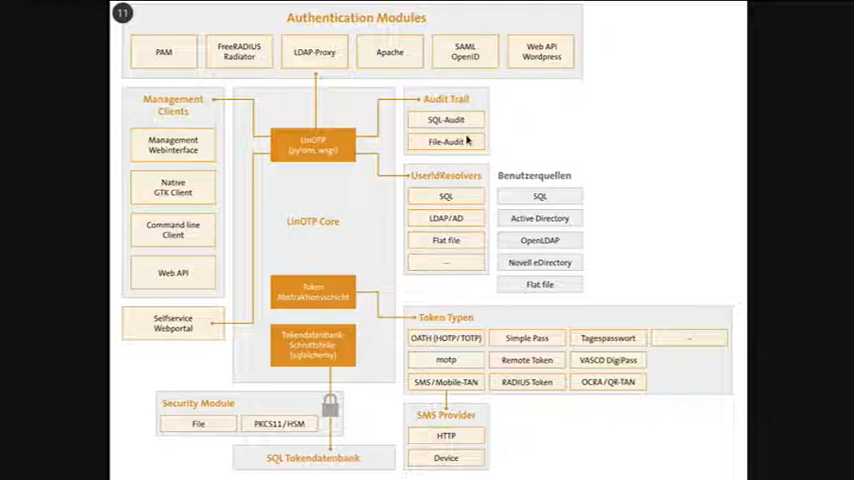 11
Authentication Modules
PAM
FreeRADIUS
Radiator
LDAP-Proxy
Apache
SAML
OpenID
Web API
Wordpress
Management
Clients
Management
Webinterface
Native
GTK Client
Command line
Client
Web API
Selfservice
Webportal
LinOTP
(pylons, wsgi)
LinOTP Core
Token
Abstraktionsschicht
Tokendatenbank-
Schnittstelle
(sqlalchemy)
Audit Trail
SQL-Audit
File-Audit
UserIdResolvers
SQL
LDAP/AD
Flat file
...
Benutzerquellen
SQL
Active Directory
OpenLDAP
Novell eDirectory
Flat file
Token Typen
OATH (HOTP/TOTP)
Simple Pass
Tagespasswort
...
motp
Remote Token
VASCO DigiPass
SMS/Mobile-TAN
RADIUS Token
OCRA/QR-TAN
SMS Provider
HTTP
Device
Security Module
File
PKCS11/HSM
SQL Tokendatenbank